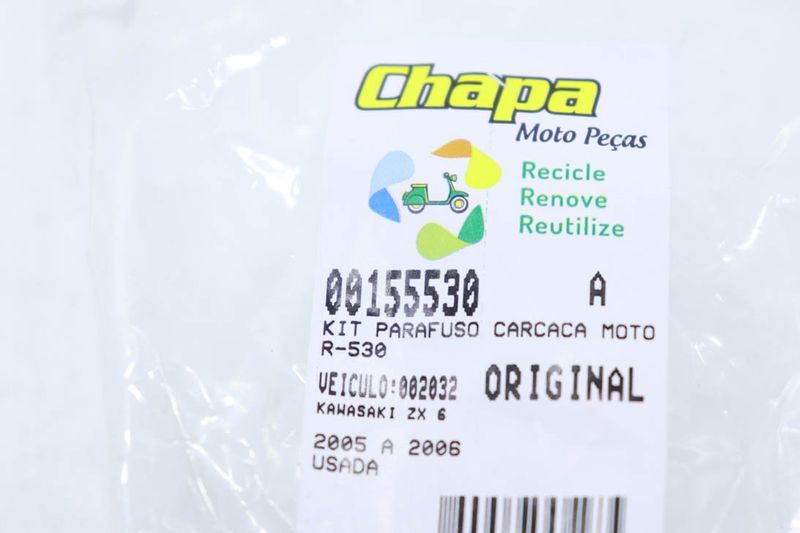 Chapa
Moto Peças
Recicle
Renove
Reutilize
00155530 A
KIT PARAFUSO CARCACA MOTO
R-530
VEICULO:002032 ORIGINAL
KAWASAKI ZX 6
2005 A 2006
USADA